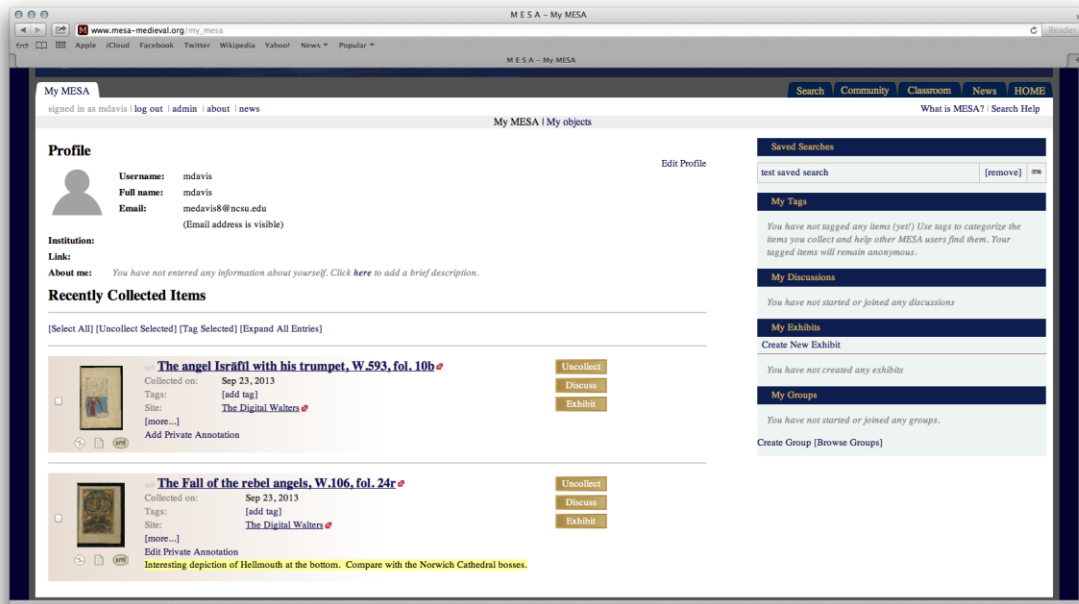 M E S A – My MESA
www.mesa-medieval.org/my_mesa
Reader
Apple iCloud Facebook Twitter Wikipedia Yahoo! News Popular
M E S A – My MESA
My MESA
Search Community Classroom News HOME
signed in as mdavis | log out | admin | about | news
What is MESA? | Search Help
My MESA | My objects
Profile
Edit Profile
Username: mdavis
Full name: mdavis
Email: medavis8@ncsu.edu
(Email address is visible)
Institution:
Link:
About me: You have not entered any information about yourself. Click here to add a brief description.
Recently Collected Items
[Select All] [Uncollect Selected] [Tag Selected] [Expand All Entries]
uri The angel Isrāfīl with his trumpet, W.593, fol. 10b
Collected on: Sep 23, 2013
Tags: [add tag]
Site: The Digital Walters
[more...]
Add Private Annotation
xml
Uncollect
Discuss
Exhibit
uri The Fall of the rebel angels, W.106, fol. 24r
Collected on: Sep 23, 2013
Tags: [add tag]
Site: The Digital Walters
[more...]
Edit Private Annotation
xml
Interesting depiction of Hellmouth at the bottom. Compare with the Norwich Cathedral bosses.
Uncollect
Discuss
Exhibit
Saved Searches
test saved search [remove]
My Tags
You have not tagged any items (yet!) Use tags to categorize the
items you collect and help other MESA users find them. Your
tagged items will remain anonymous.
My Discussions
You have not started or joined any discussions
My Exhibits
Create New Exhibit
You have not created any exhibits
My Groups
You have not started or joined any groups.
Create Group [Browse Groups]